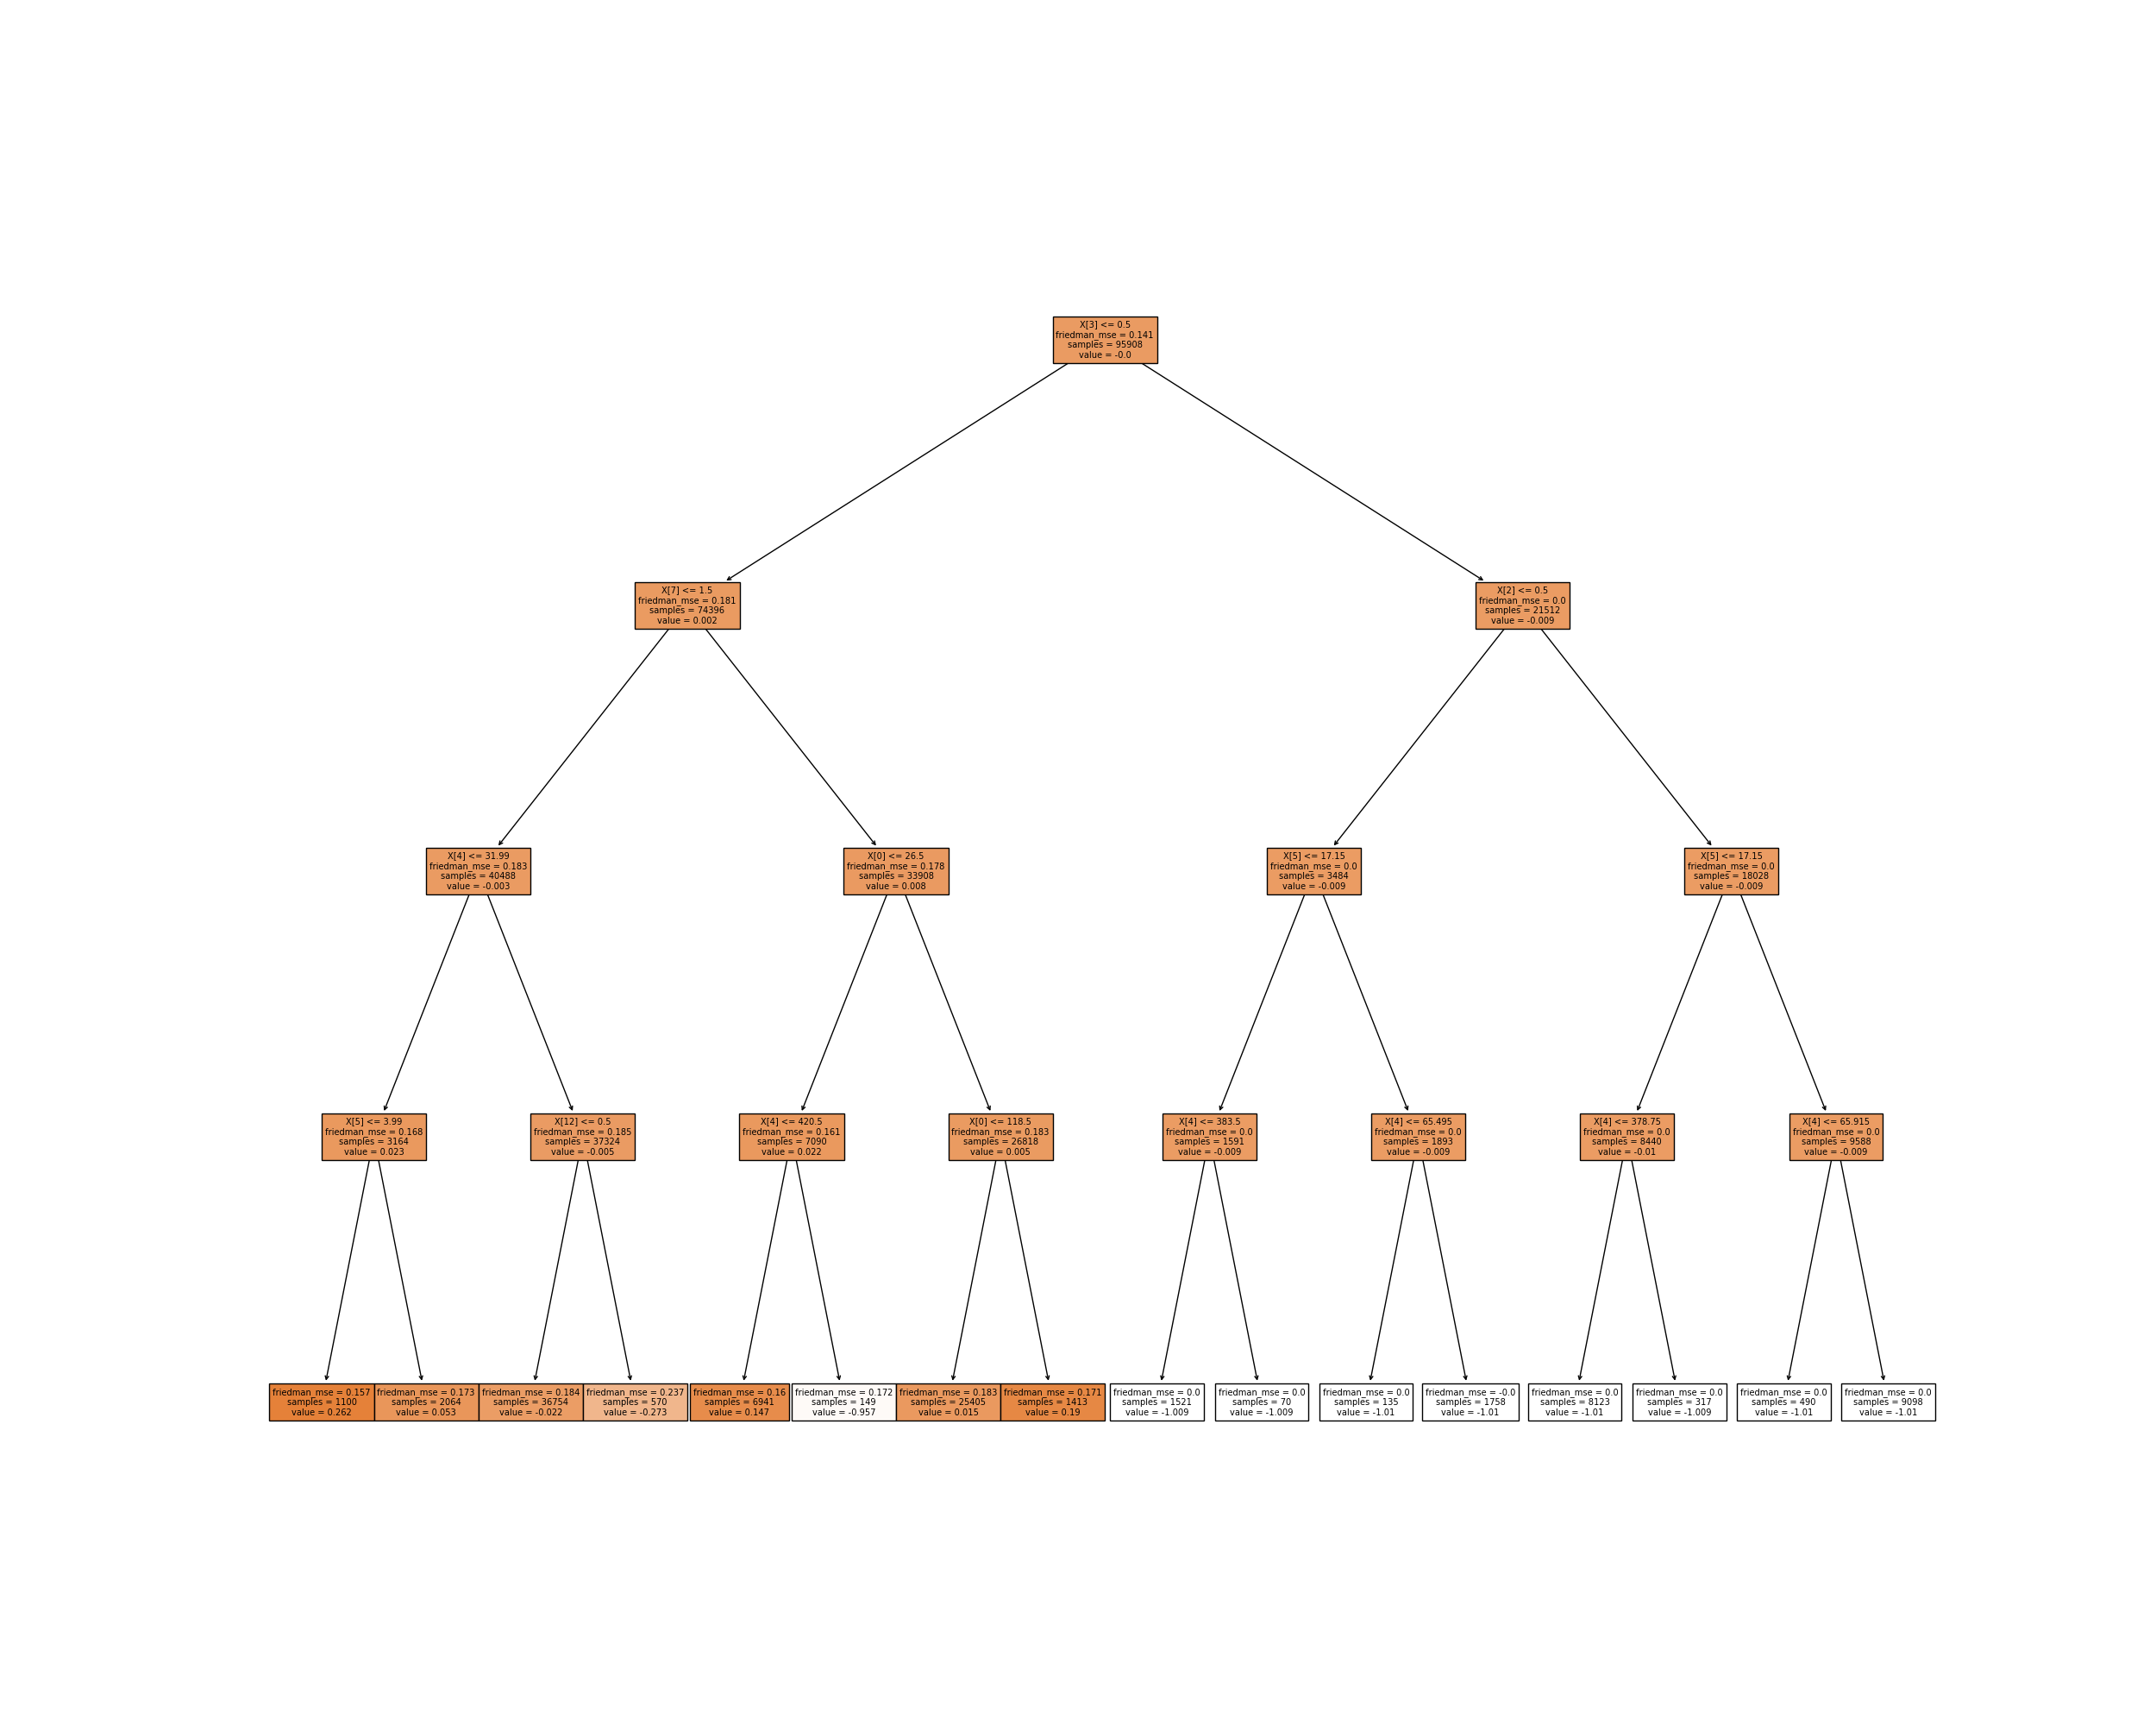 X[3] <= 0.5
friedman_mse = 0.141
samples = 95908
value = -0.0
X[7] <= 1.5
friedman_mse = 0.181
samples = 74396
value = 0.002
X[2] <= 0.5
friedman_mse = 0.0
samples = 21512
value = -0.009
X[4] <= 31.99
friedman_mse = 0.183
samples = 40488
value = -0.003
X[0] <= 26.5
friedman_mse = 0.178
samples = 33908
value = 0.008
X[5] <= 17.15
friedman_mse = 0.0
samples = 3484
value = -0.009
X[5] <= 17.15
friedman_mse = 0.0
samples = 18028
value = -0.009
X[5] <= 3.99
friedman_mse = 0.168
samples = 3164
value = 0.023
X[12] <= 0.5
friedman_mse = 0.185
samples = 37324
value = -0.005
X[4] <= 420.5
friedman_mse = 0.161
samples = 7090
value = 0.022
X[0] <= 118.5
friedman_mse = 0.183
samples = 26818
value = 0.005
X[4] <= 383.5
friedman_mse = 0.0
samples = 1591
value = -0.009
X[4] <= 65.495
friedman_mse = 0.0
samples = 1893
value = -0.009
X[4] <= 378.75
friedman_mse = 0.0
samples = 8440
value = -0.01
X[4] <= 65.915
friedman_mse = 0.0
samples = 9588
value = -0.009
friedman_mse = 0.157
samples = 1100
value = 0.262
friedman_mse = 0.173
samples = 2064
value = 0.053
friedman_mse = 0.184
samples = 36754
value = -0.022
friedman_mse = 0.237
samples = 570
value = -0.273
friedman_mse = 0.16
samples = 6941
value = 0.147
friedman_mse = 0.172
samples = 149
value = -0.957
friedman_mse = 0.183
samples = 25405
value = 0.015
friedman_mse = 0.171
samples = 1413
value = 0.19
friedman_mse = 0.0
samples = 1521
value = -1.009
friedman_mse = 0.0
samples = 70
value = -1.009
friedman_mse = 0.0
samples = 135
value = -1.01
friedman_mse = -0.0
samples = 1758
value = -1.01
friedman_mse = 0.0
samples = 8123
value = -1.01
friedman_mse = 0.0
samples = 317
value = -1.009
friedman_mse = 0.0
samples = 490
value = -1.01
friedman_mse = 0.0
samples = 9098
value = -1.01